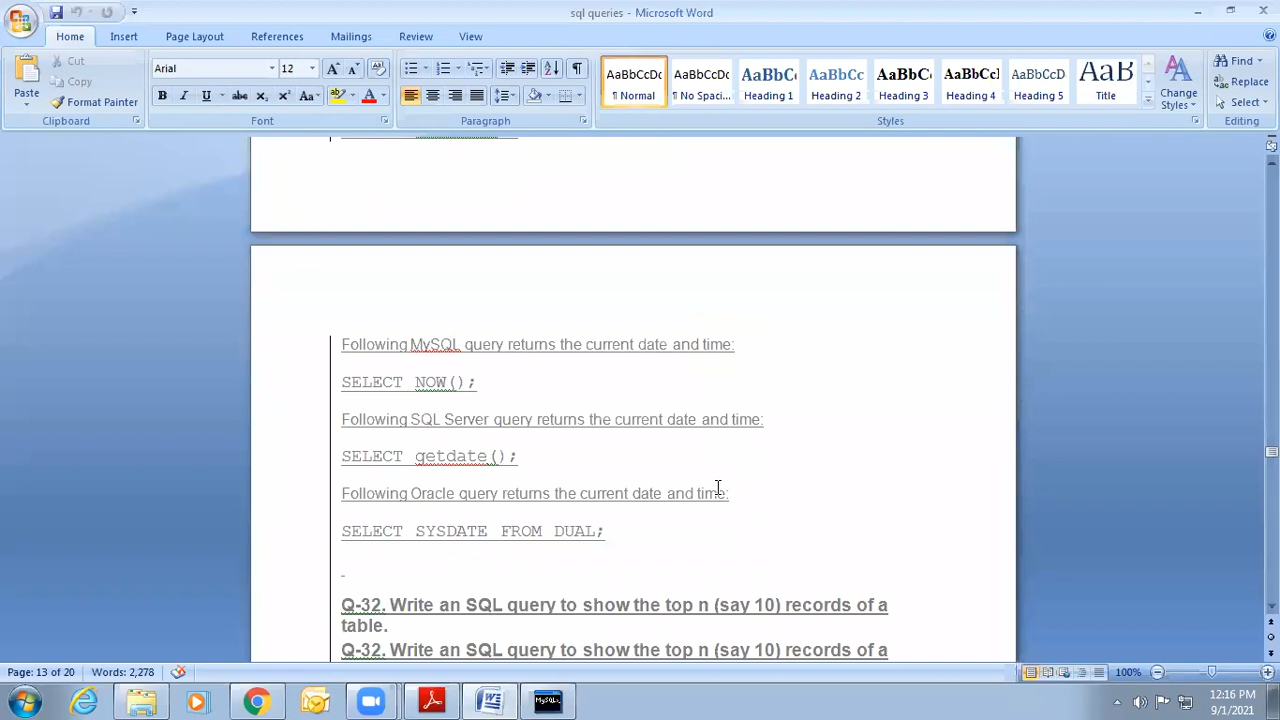 sql queries - Microsoft Word
Home Insert Page Layout References Mailings Review View
Paste Cut Copy Format Painter
Arial 12
AaBbCcDc AaBbCcDc AaBbC AaBbCc AaBbCc AaBbCcI AaBbCcD AaB
¶ Normal ¶ No Spaci... Heading 1 Heading 2 Heading 3 Heading 4 Heading 5 Title
Change Styles
Find Replace Select
Clipboard Font Paragraph Styles Editing
Following MySQL query returns the current date and time:
SELECT NOW();
Following SQL Server query returns the current date and time:
SELECT getdate();
Following Oracle query returns the current date and time:
SELECT SYSDATE FROM DUAL;
Q-32. Write an SQL query to show the top n (say 10) records of a
table.
Q-32. Write an SQL query to show the top n (say 10) records of a
Page: 13 of 20 Words: 2,278 100%
MySQL
12:16 PM
9/1/2021